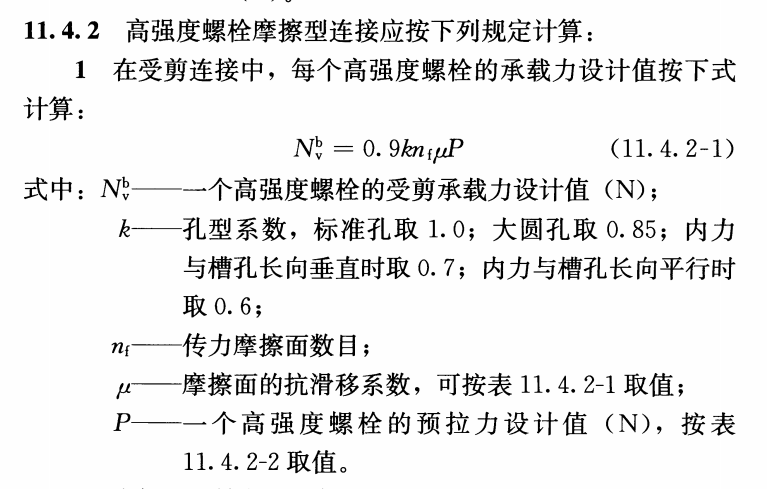 11.4.2 高强度螺栓摩擦型连接应按下列规定计算：
1 在受剪连接中，每个高强度螺栓的承载力设计值按下式
计算：
N_v^b = 0.9kn_fμP (11.4.2-1)
式中：N_v^b——一个高强度螺栓的受剪承载力设计值（N）；
k——孔型系数，标准孔取 1.0；大圆孔取 0.85；内力
与槽孔长向垂直时取 0.7；内力与槽孔长向平行时
取 0.6；
n_f——传力摩擦面数目；
μ——摩擦面的抗滑移系数，可按表 11.4.2-1 取值；
P——一个高强度螺栓的预拉力设计值（N），按表
11.4.2-2 取值。